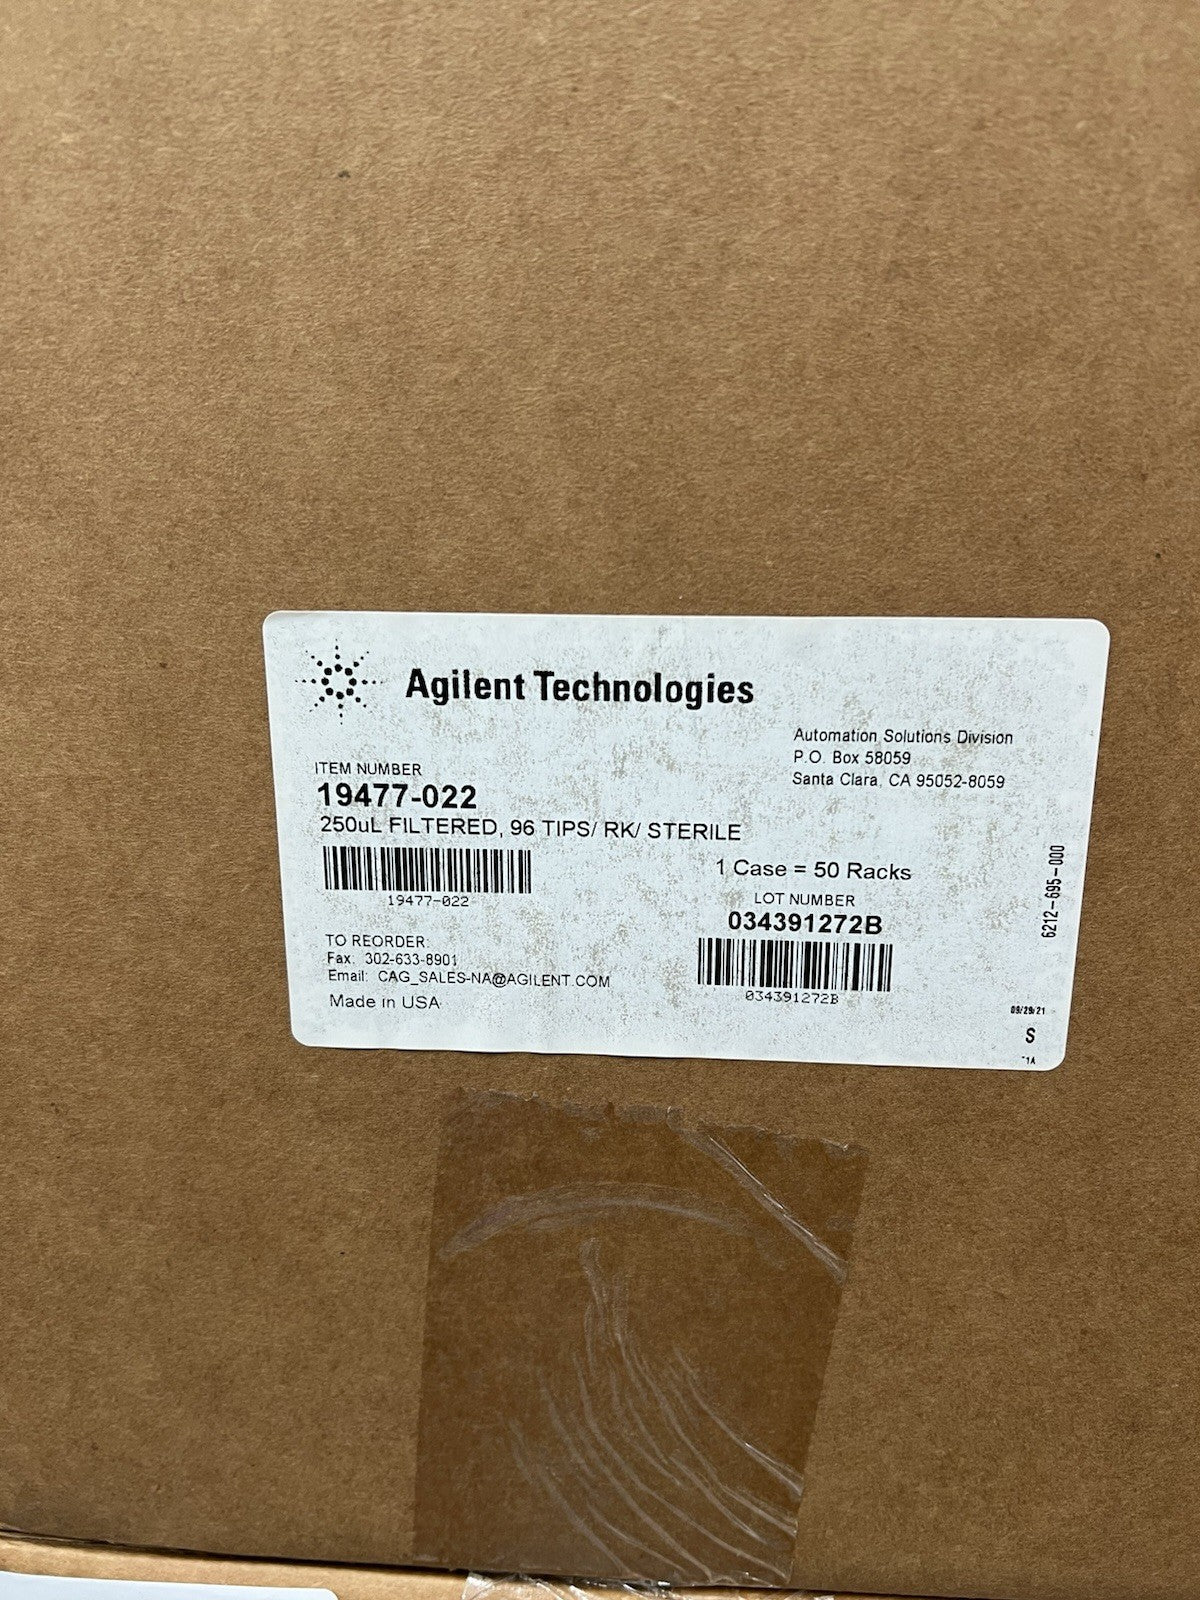 Agilent Technologies
Automation Solutions Division
P.O. Box 58059
Santa Clara, CA 95052-8059
ITEM NUMBER
19477-022
250uL FILTERED, 96 TIPS/ RK/ STERILE
19477-022
1 Case = 50 Racks
LOT NUMBER
034391272B
034391272B
TO REORDER:
Fax: 302-633-8901
Email: CAG_SALES-NA@AGILENT.COM
Made in USA
6212-695-000
09/29/21
S